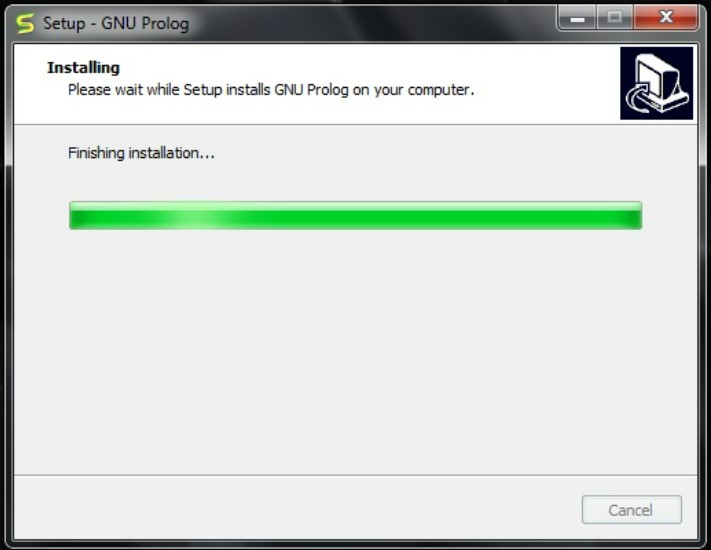 Setup - GNU Prolog
Installing
Please wait while Setup installs GNU Prolog on your computer.
Finishing installation...
Cancel